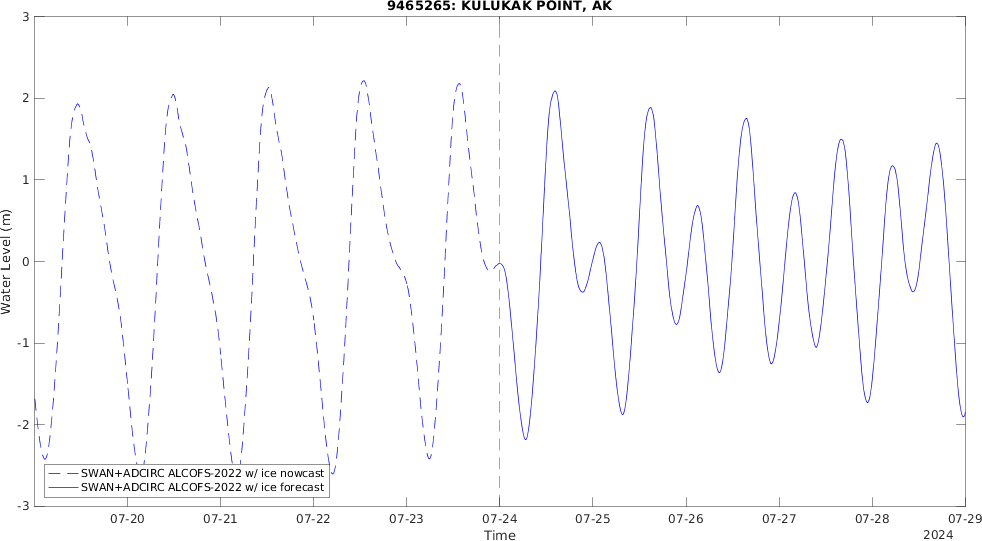 9465265: KULUKAK POINT, AK
3
2
1
0
-1
-2
-3
Water Level (m)
SWAN+ADCIRC ALCOFS-2022 w/ ice nowcast
SWAN+ADCIRC ALCOFS-2022 w/ ice forecast
07-20 07-21 07-22 07-23 07-24 07-25 07-26 07-27 07-28 07-29
Time
2024